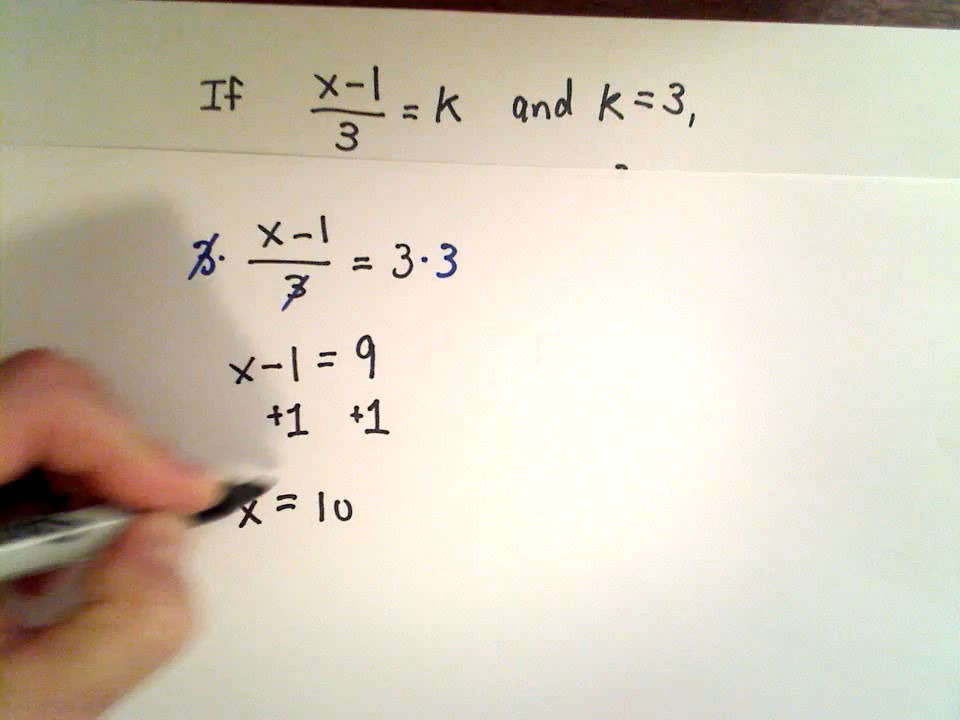 If (x-1)/3 = k and k = 3,
3· (x-1)/3 = 3·3
x-1 = 9
+1 +1
x = 10